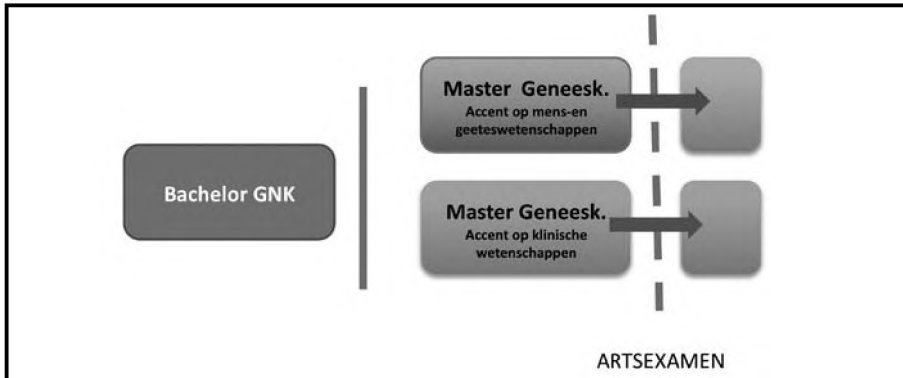 Bachelor GNK
Master Geneesk.
Accent op mens-en
geeteswetenschappen
Master Geneesk.
Accent op klinische
wetenschappen
ARTSEXAMEN